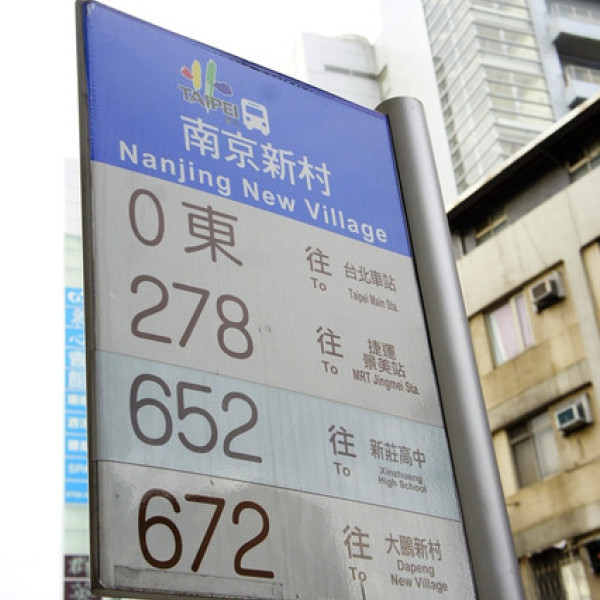 TAIPEI
南京新村
Nanjing New Village
0東 往 台北車站
To Taipei Main Sta.
278 往 捷運
景美站
To MRT Jingmei Sta.
652 往 新莊高中
To Xinzhuang
High School
672 往 大鵬新村
To Dapeng
New Village
SPA